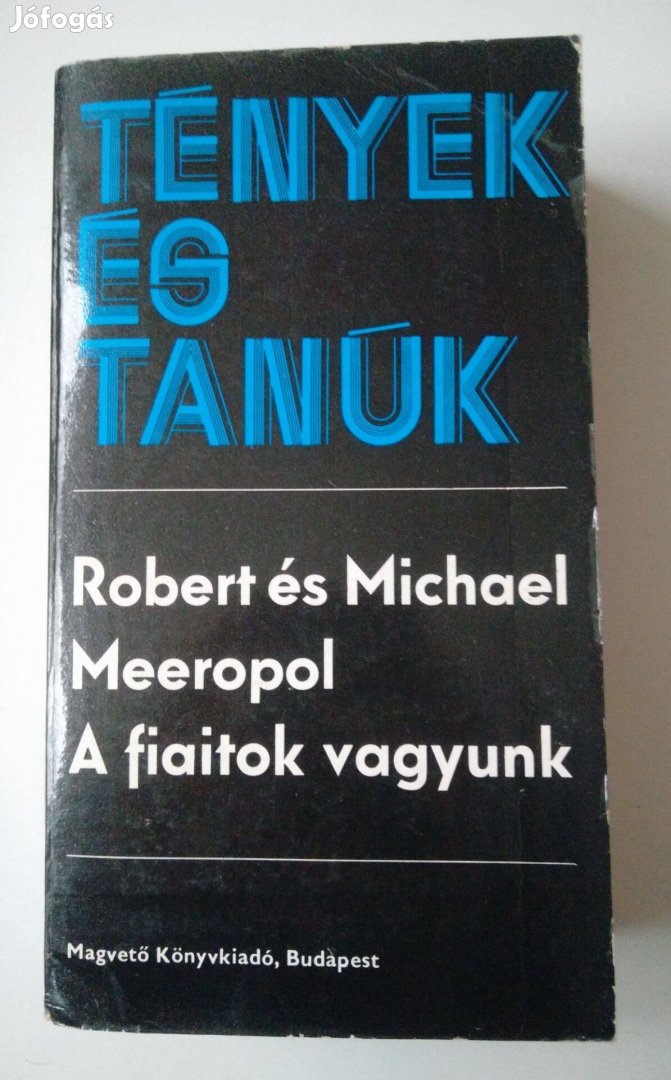 Jófogás
TÉNYEK
ÉS
TANÚK
Robert és Michael
Meeropol
A fiaitok vagyunk
Magvető Könyvkiadó, Budapest